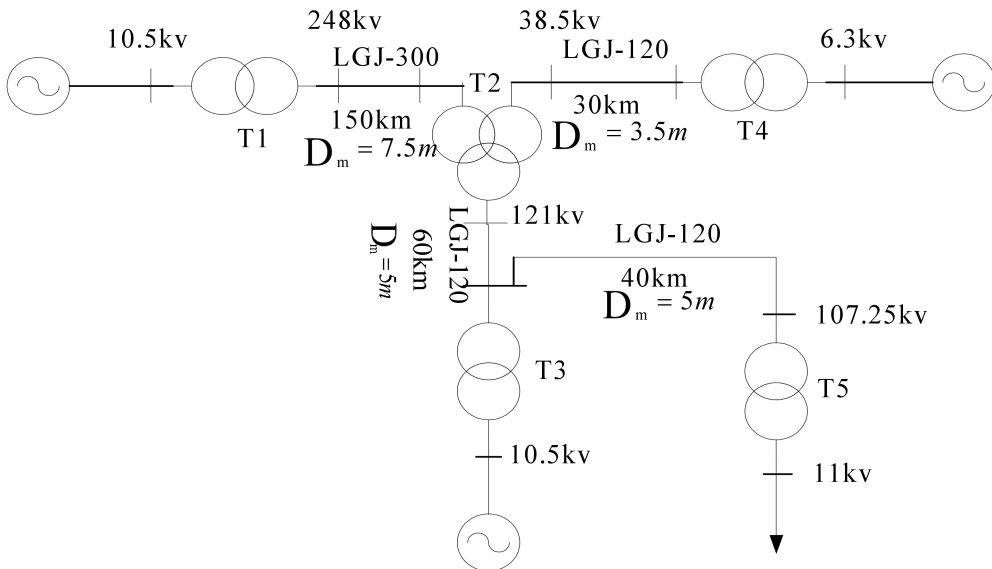 10.5kv
248kv
LGJ-300
38.5kv
LGJ-120
6.3kv
T2
T1
150km
Dm = 7.5m
30km
Dm = 3.5m
T4
121kv
LGJ-120
60km
Dm = 5m
LGJ-120
40km
Dm = 5m
107.25kv
T3
T5
10.5kv
11kv